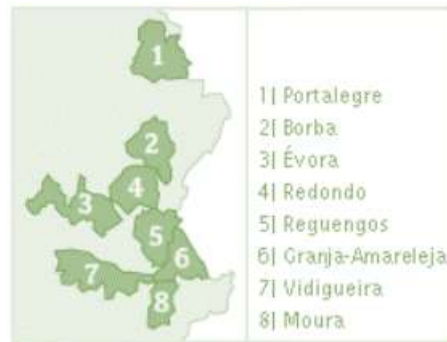 1
2
3
4
5
6
7
8
1| Portalegre
2| Borba
3| Évora
4| Redondo
5| Reguengos
6| Granja-Amareleja
7| Vidigueira
8| Moura